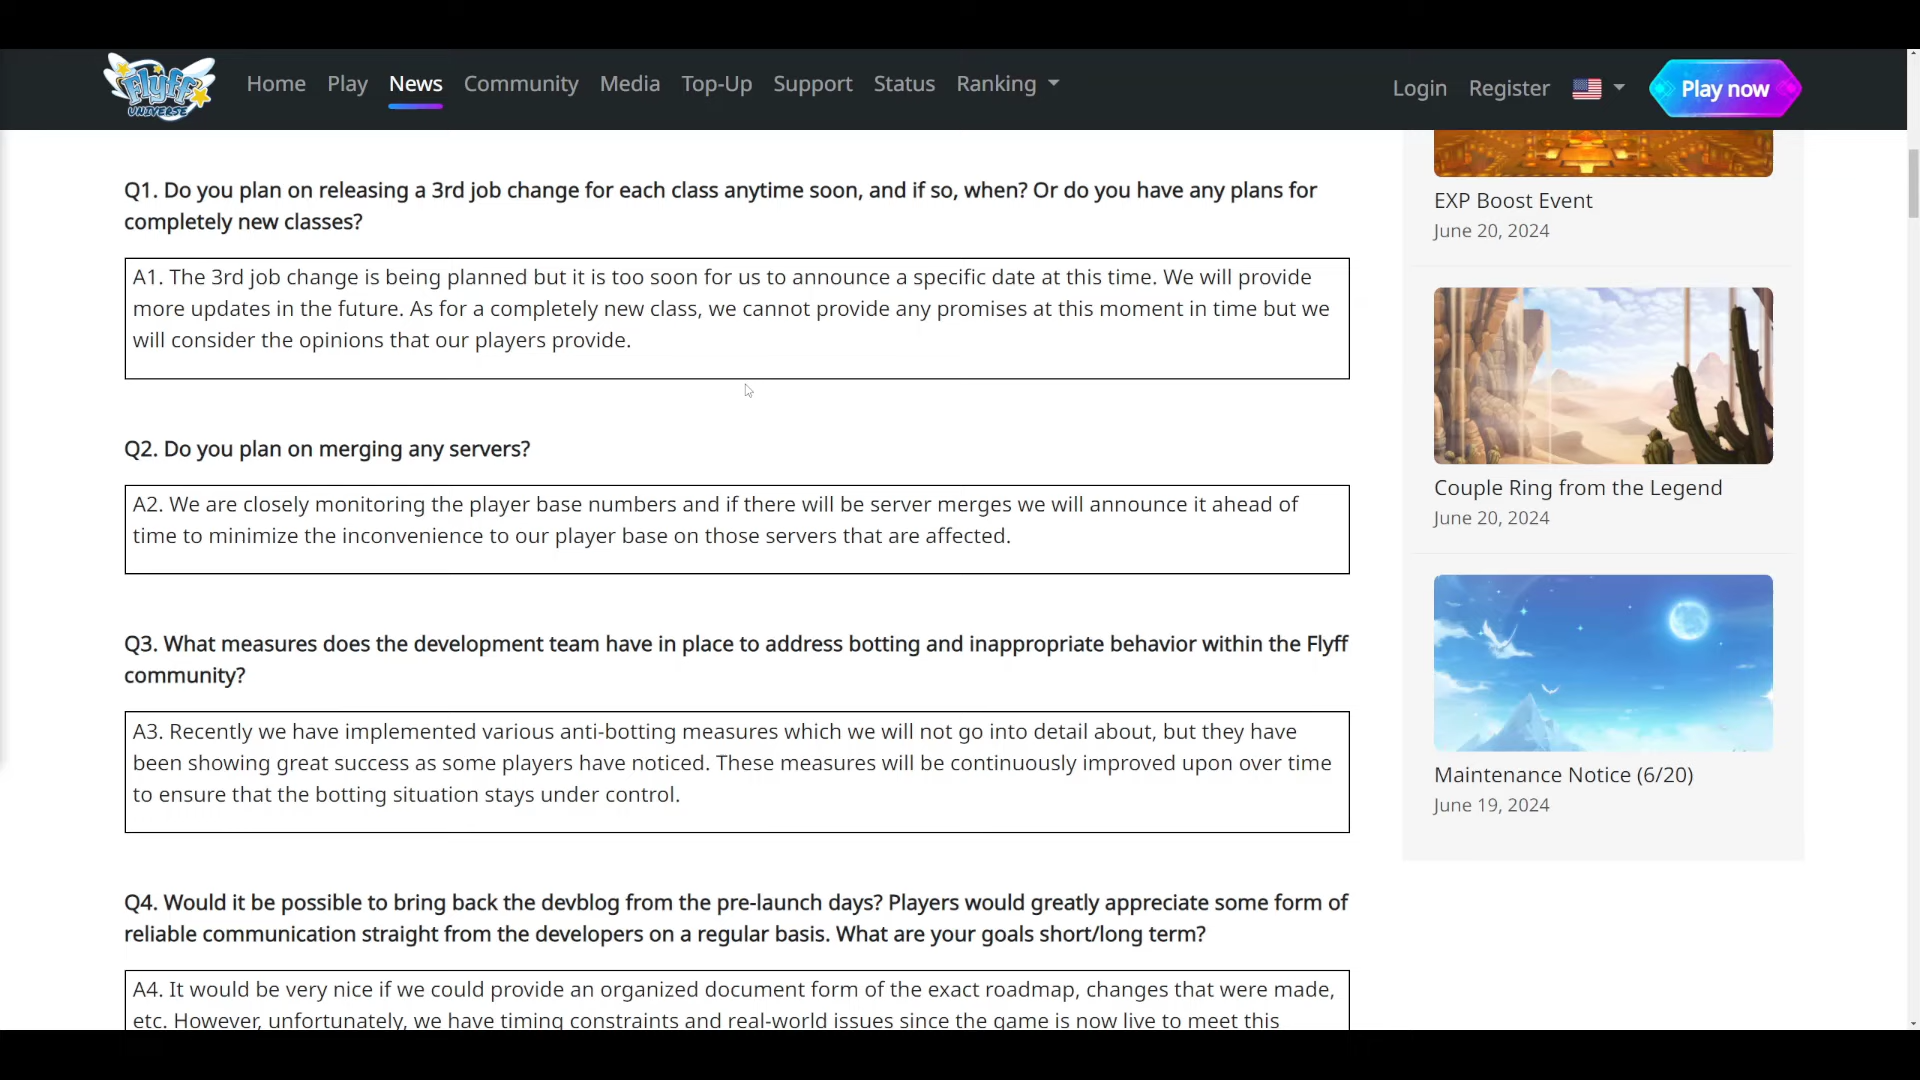 Flyff
UNIVERSE
Home Play News Community Media Top-Up Support Status Ranking
Login Register Play now
Q1. Do you plan on releasing a 3rd job change for each class anytime soon, and if so, when? Or do you have any plans for
completely new classes?
A1. The 3rd job change is being planned but it is too soon for us to announce a specific date at this time. We will provide
more updates in the future. As for a completely new class, we cannot provide any promises at this moment in time but we
will consider the opinions that our players provide.
Q2. Do you plan on merging any servers?
A2. We are closely monitoring the player base numbers and if there will be server merges we will announce it ahead of
time to minimize the inconvenience to our player base on those servers that are affected.
Q3. What measures does the development team have in place to address botting and inappropriate behavior within the Flyff
community?
A3. Recently we have implemented various anti-botting measures which we will not go into detail about, but they have
been showing great success as some players have noticed. These measures will be continuously improved upon over time
to ensure that the botting situation stays under control.
Q4. Would it be possible to bring back the devblog from the pre-launch days? Players would greatly appreciate some form of
reliable communication straight from the developers on a regular basis. What are your goals short/long term?
A4. It would be very nice if we could provide an organized document form of the exact roadmap, changes that were made,
etc. However, unfortunately, we have timing constraints and real-world issues since the game is now live to meet this
EXP Boost Event
June 20, 2024
Couple Ring from the Legend
June 20, 2024
Maintenance Notice (6/20)
June 19, 2024